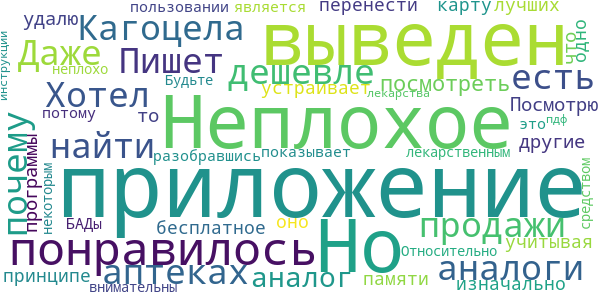 пользовании является перенести карту лучших
удалю Кагоцела выведен что одно
инструкции Даже Пишет дешевле есть
неплохо Будьте устраивает посмотреть
Хотел лекарства Посмотрю
потому то Неплохое это пдф
почему найти другие
программы разобравшись показывает лекарственным
некоторым приложение средством
БАДы бесплатное оно продажи
понравилось Но учитывая
принципе аптеках аналог Относительно аналоги
внимательны памяти изначально